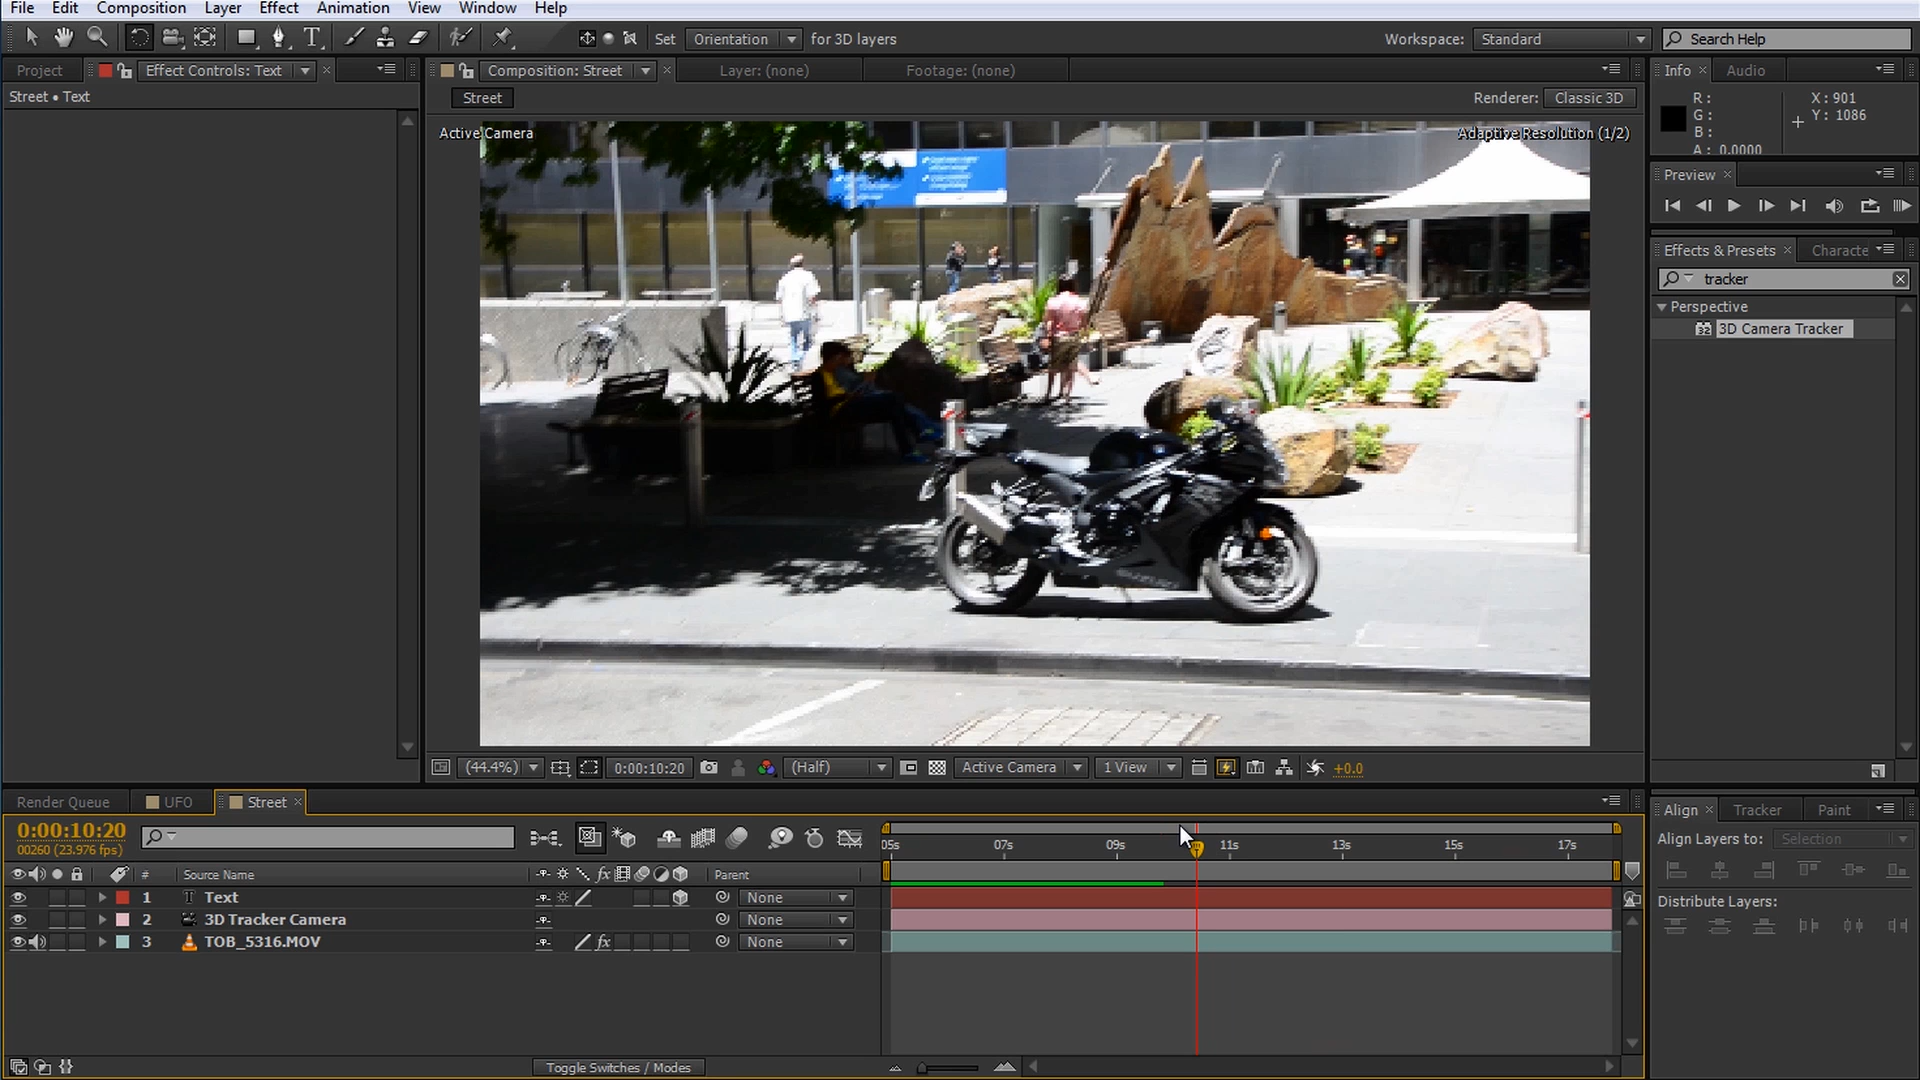 File Edit Composition Layer Effect Animation View Window Help
Set Orientation for 3D layers Workspace: Standard Search Help
Project Effect Controls: Text Composition: Street Layer: (none) Footage: (none) Info Audio
Street • Text Street Renderer: Classic 3D R : X : 901
G : Y : 1086
B :
A : 0.0000
Active Camera Adaptive Resolution (1/2)
Preview
Effects & Presets Characte
tracker
Perspective
32 3D Camera Tracker
SUZUKI
(44.4%) 0:00:10:20 (Half) Active Camera 1 View +0.0
Render Queue UFO Street Align Tracker Paint
0:00:10:20
00260 (23.976 fps)
Align Layers to: Selection
05s 07s 09s 11s 13s 15s 17s
# Source Name fx Parent
1 T Text None
2 3D Tracker Camera None
3 TOB_5316.MOV fx None
Distribute Layers:
Toggle Switches / Modes